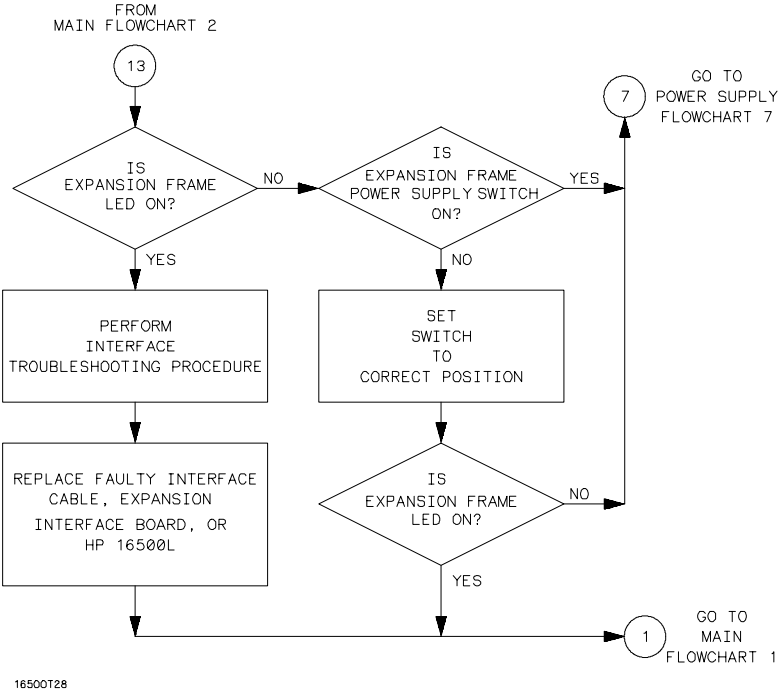 FROM
MAIN FLOWCHART 2
13
IS
EXPANSION FRAME
LED ON?
NO
YES
IS
EXPANSION FRAME
POWER SUPPLY SWITCH
ON?
YES
NO
7
GO TO
POWER SUPPLY
FLOWCHART 7
PERFORM
INTERFACE
TROUBLESHOOTING PROCEDURE
SET
SWITCH
TO
CORRECT POSITION
REPLACE FAULTY INTERFACE
CABLE, EXPANSION
INTERFACE BOARD, OR
HP 16500L
IS
EXPANSION FRAME
LED ON?
NO
YES
1
GO TO
MAIN
FLOWCHART 1
16500T28